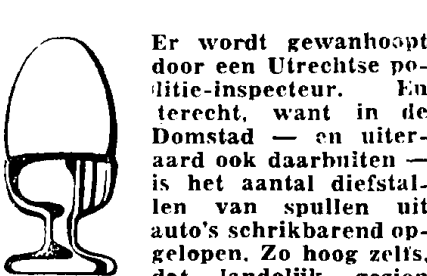 Er wordt gewanhoopt
door een Utrechtse po-
litie-inspecteur. En
terecht, want in de
Domstad — en uiter-
aard ook daarbuiten —
is het aantal diefstal-
len van spullen uit
auto's schrikbarend op-
gelopen. Zo hoog zelfs,
dat landelijk gezien